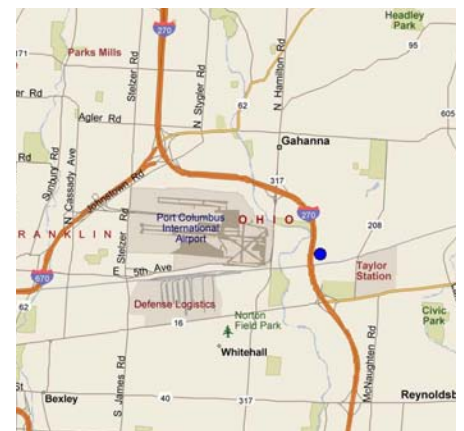 Headley
Park
270
Parks Mills
171
Stelzer Rd
N Stygler Rd
N Hamilton Rd
95
62
Agler Rd
605
Gahanna
Sunbury Rd
N Cassady Ave
Johnstown Rd
317
Port Columbus
International
Airport
OHIO
270
208
RANKLIN
Stelzer Rd
E 5th Ave
Taylor
Station
670
62
Defense Logistics
16
Norton
Field Park
Civic
Park
Whitehall
S James Rd
McNaughten Rd
St
Bexley
40
317
Reynoldsb